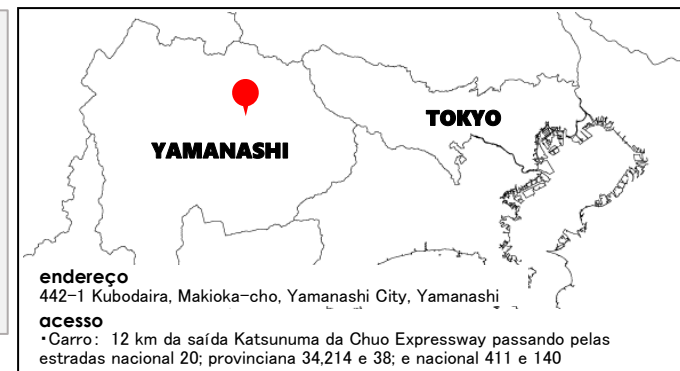 TOKYO
YAMANASHI
endereço
442-1 Kubodaira, Makioka-cho, Yamanashi City, Yamanashi
acesso
・Carro: 12 km da saída Katsunuma da Chuo Expressway passando pelas
estradas nacional 20; provinciana 34,214 e 38; e nacional 411 e 140